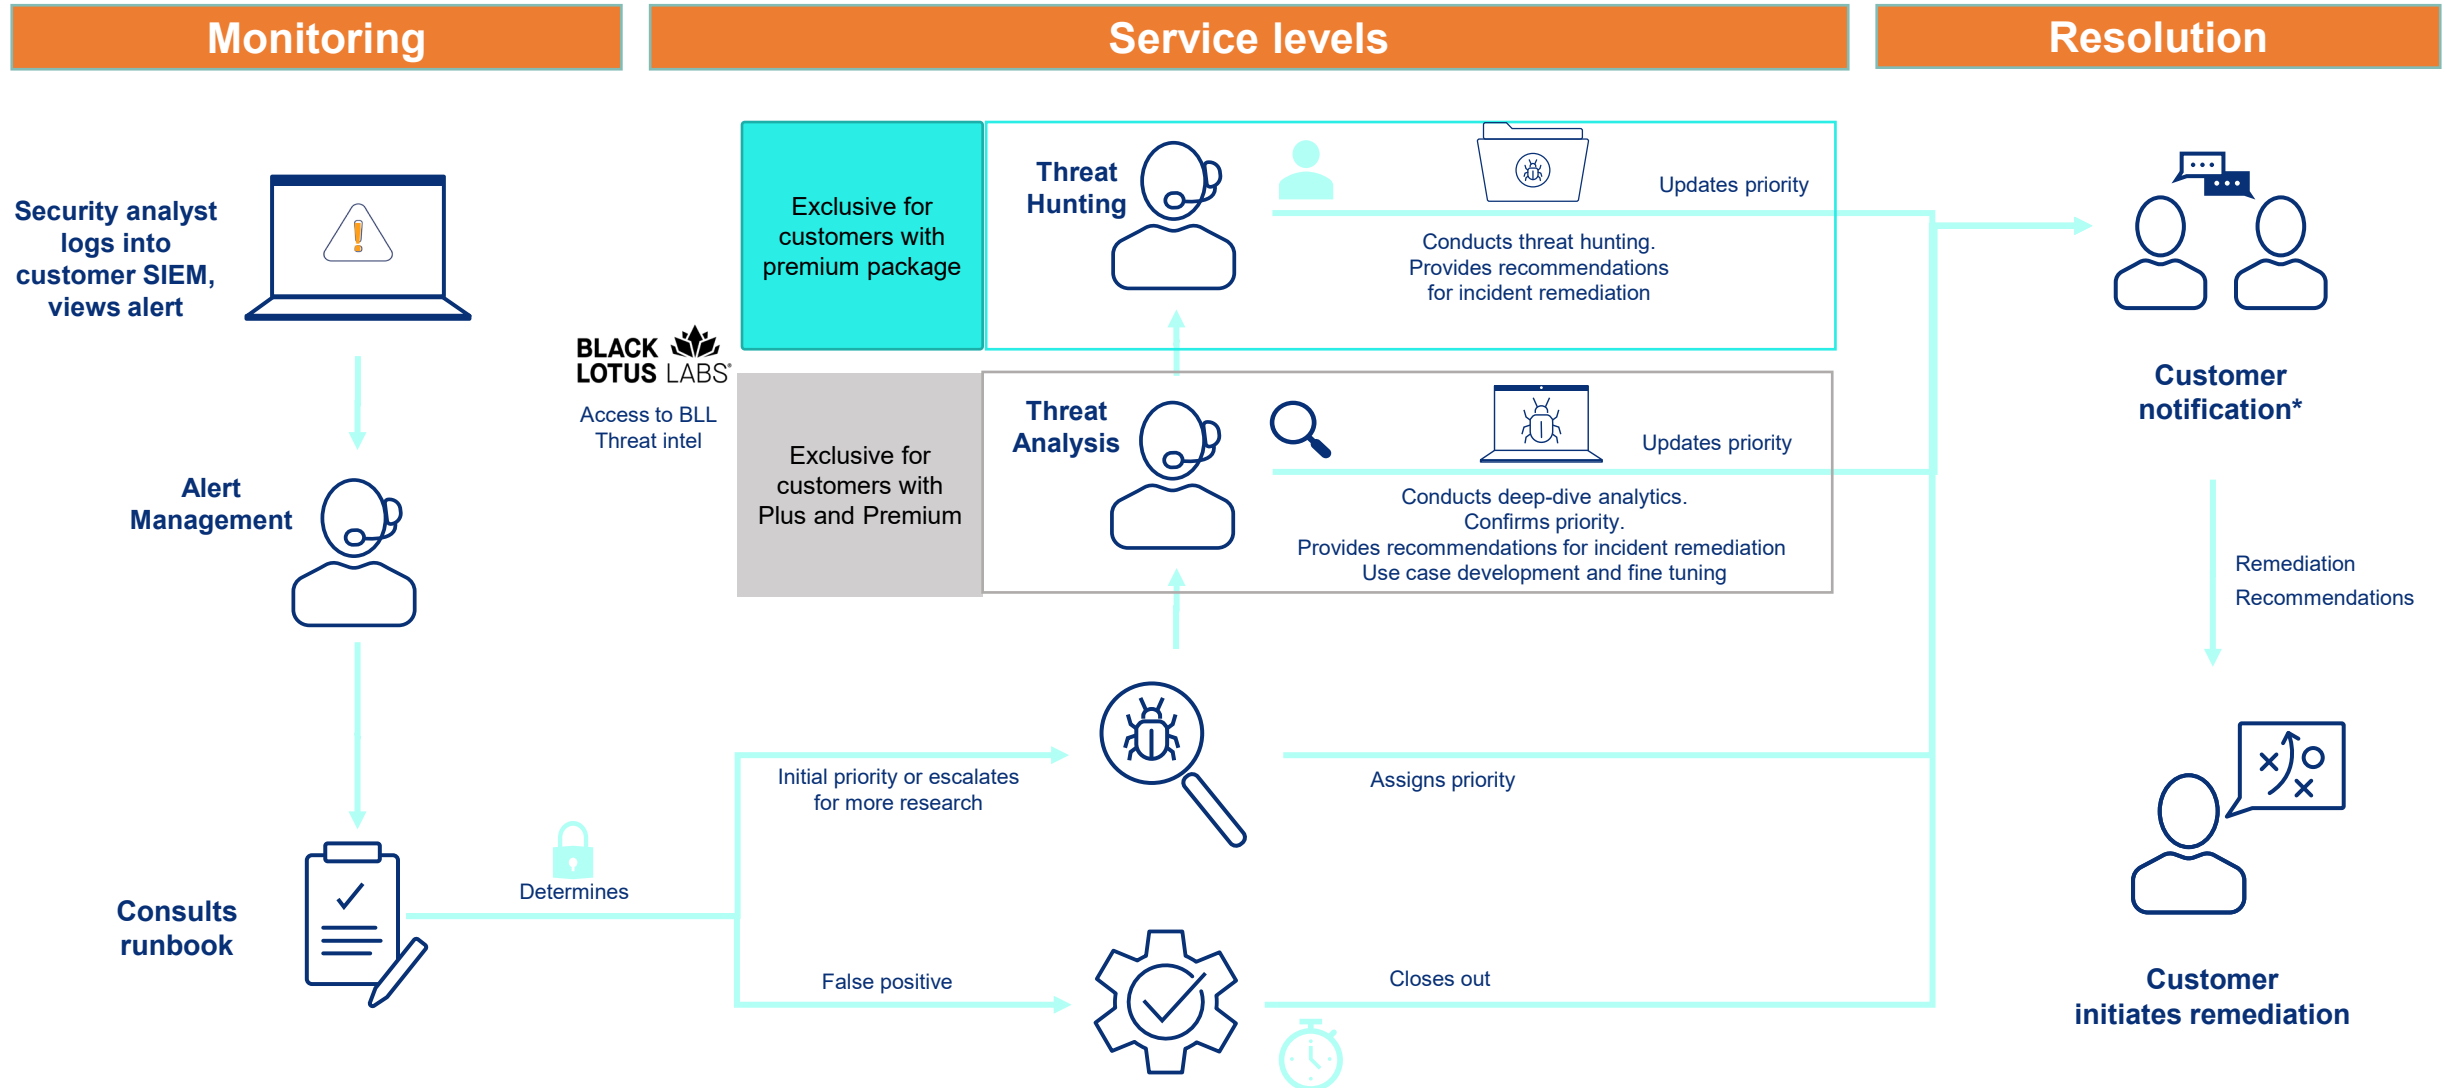 Monitoring
Service levels
Resolution
Security analyst
logs into
customer SIEM,
views alert
Alert
Management
Consults
runbook
Determines
BLACK
LOTUS LABS®
Access to BLL
Threat intel
Exclusive for
customers with
premium package
Threat
Hunting
Updates priority
Conducts threat hunting.
Provides recommendations
for incident remediation
Exclusive for
customers with
Plus and Premium
Threat
Analysis
Updates priority
Conducts deep-dive analytics.
Confirms priority.
Provides recommendations for incident remediation
Use case development and fine tuning
Initial priority or escalates
for more research
Assigns priority
False positive
Closes out
Customer
notification*
Remediation
Recommendations
Customer
initiates remediation